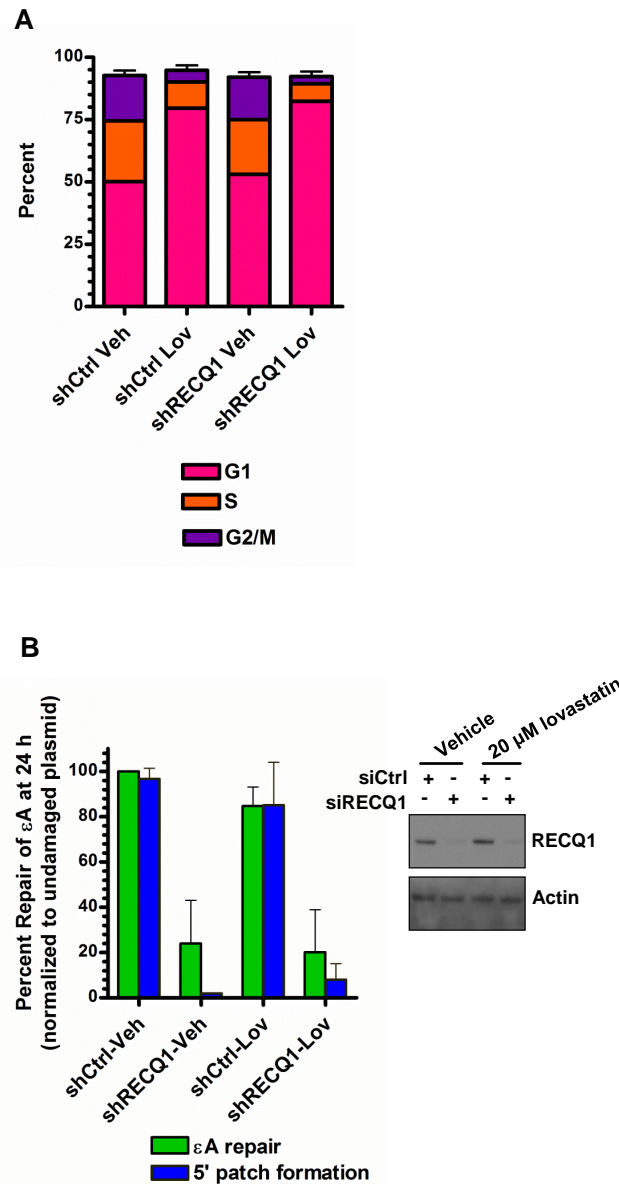 A
Percent
100
75
50
25
0
shCtrl Veh
shCtrl Lov
shRECQ1 Veh
shRECQ1 Lov
G1
S
G2/M
B
Percent Repair of εA at 24 h
(normalized to undamaged plasmid)
100
80
60
40
20
0
shCtrl-Veh
shRECQ1-Veh
shCtrl-Lov
shRECQ1-Lov
εA repair
5' patch formation
Vehicle
20 µM lovastatin
siCtrl + - + -
siRECQ1 - + - +
RECQ1
Actin